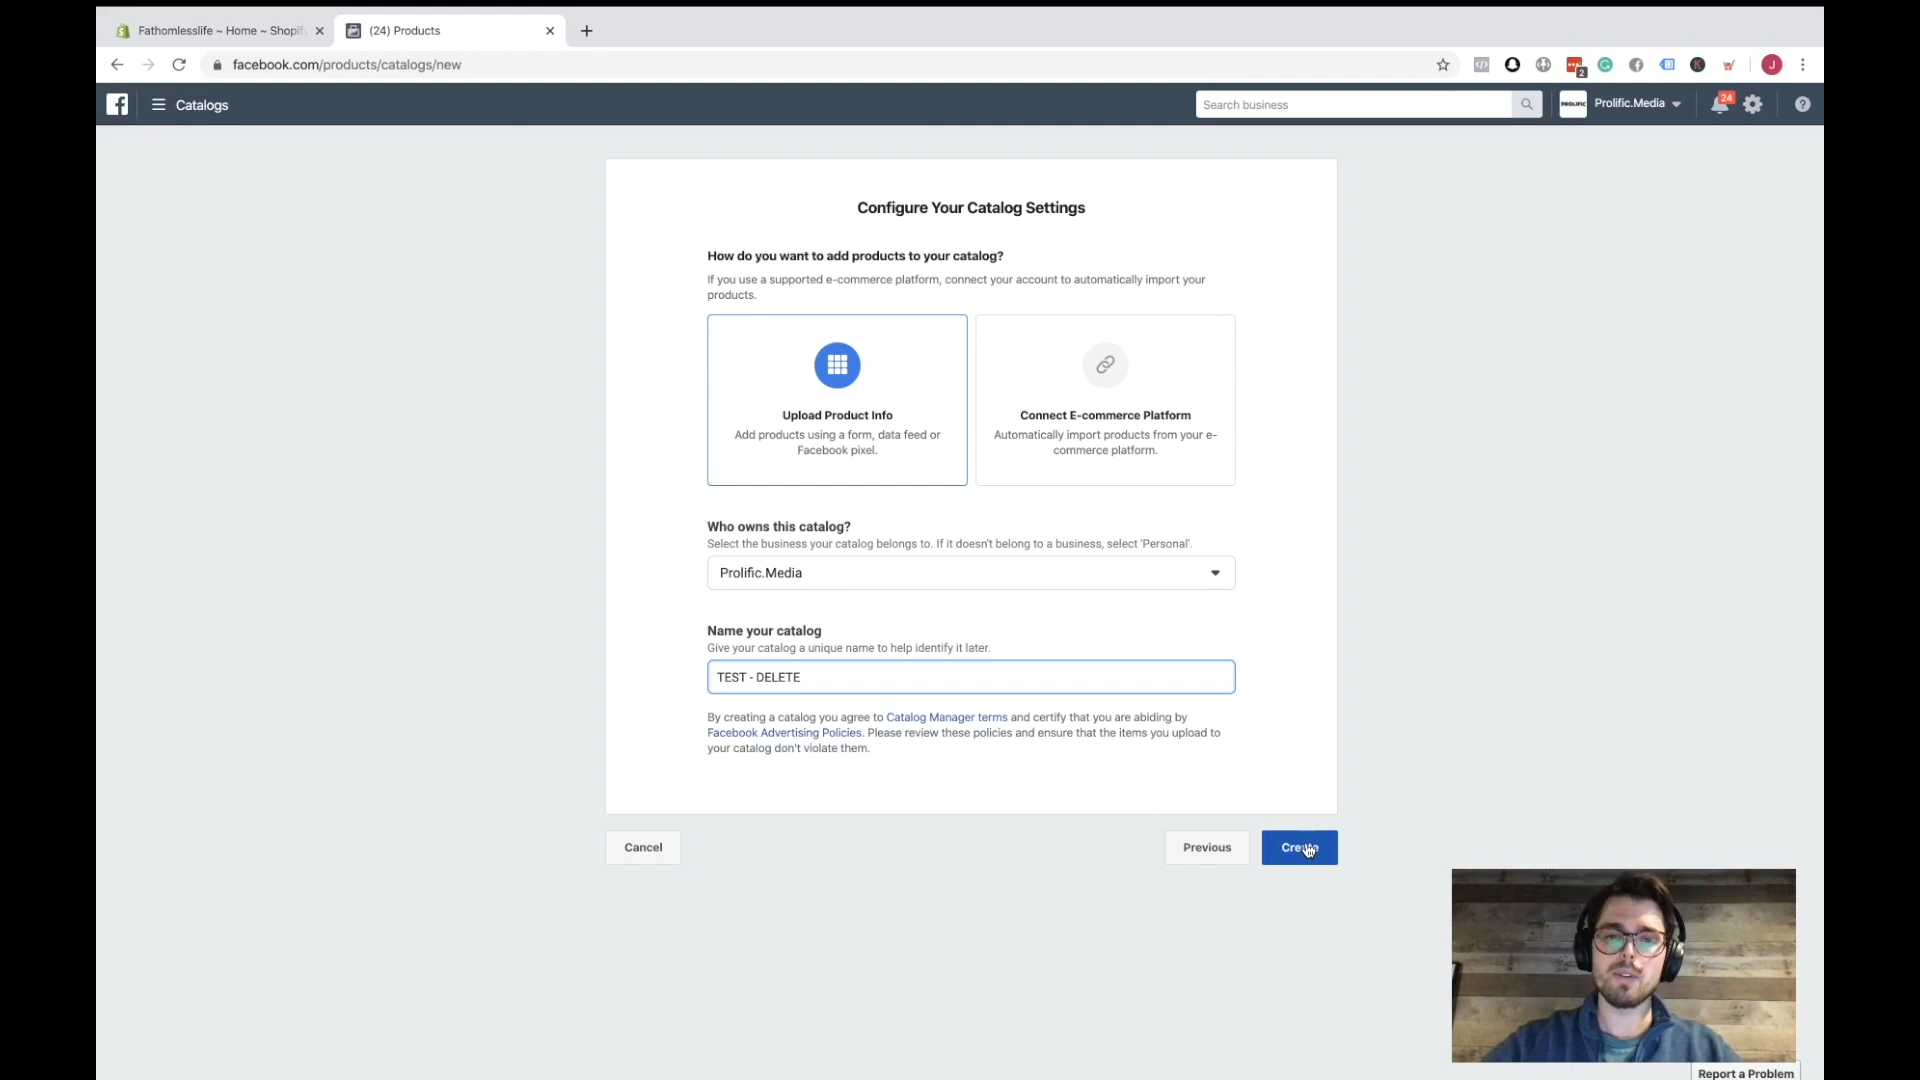 Fathomlesslife ~ Home ~ Shopify
(24) Products
facebook.com/products/catalogs/new
2
J
Catalogs
Search business
PROLIFIC
Prolific.Media
24
?
Configure Your Catalog Settings
How do you want to add products to your catalog?
If you use a supported e-commerce platform, connect your account to automatically import your
products.
Upload Product Info
Add products using a form, data feed or
Facebook pixel.
Connect E-commerce Platform
Automatically import products from your e-
commerce platform.
Who owns this catalog?
Select the business your catalog belongs to. If it doesn't belong to a business, select 'Personal'.
Prolific.Media
Name your catalog
Give your catalog a unique name to help identify it later.
TEST - DELETE
By creating a catalog you agree to Catalog Manager terms and certify that you are abiding by
Facebook Advertising Policies. Please review these policies and ensure that the items you upload to
your catalog don't violate them.
Cancel
Previous
Create
Report a Problem